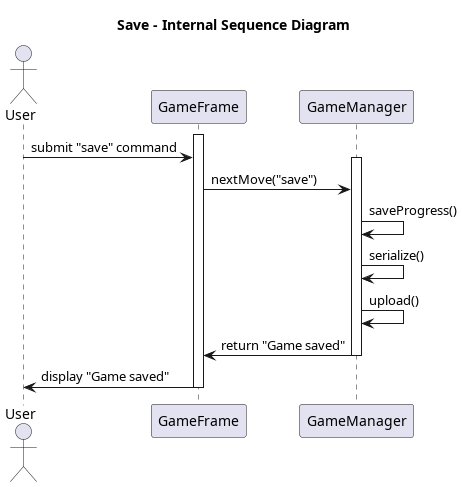 Save - Internal Sequence Diagram
User
GameFrame
GameManager
submit "save" command
nextMove("save")
saveProgress()
serialize()
upload()
return "Game saved"
display "Game saved"
User
GameFrame
GameManager